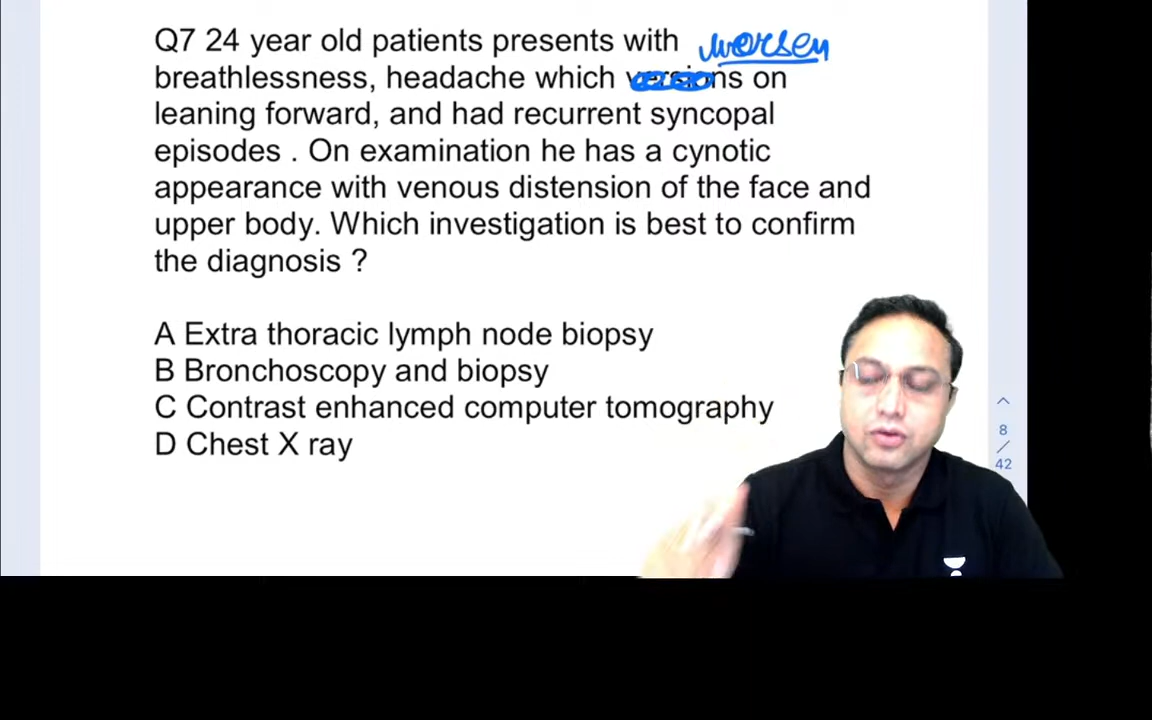 Q7 24 year old patients presents with worsen
breathlessness, headache which versions on
leaning forward, and had recurrent syncopal
episodes . On examination he has a cynotic
appearance with venous distension of the face and
upper body. Which investigation is best to confirm
the diagnosis ?
A Extra thoracic lymph node biopsy
B Bronchoscopy and biopsy
C Contrast enhanced computer tomography
D Chest X ray
8
/
42